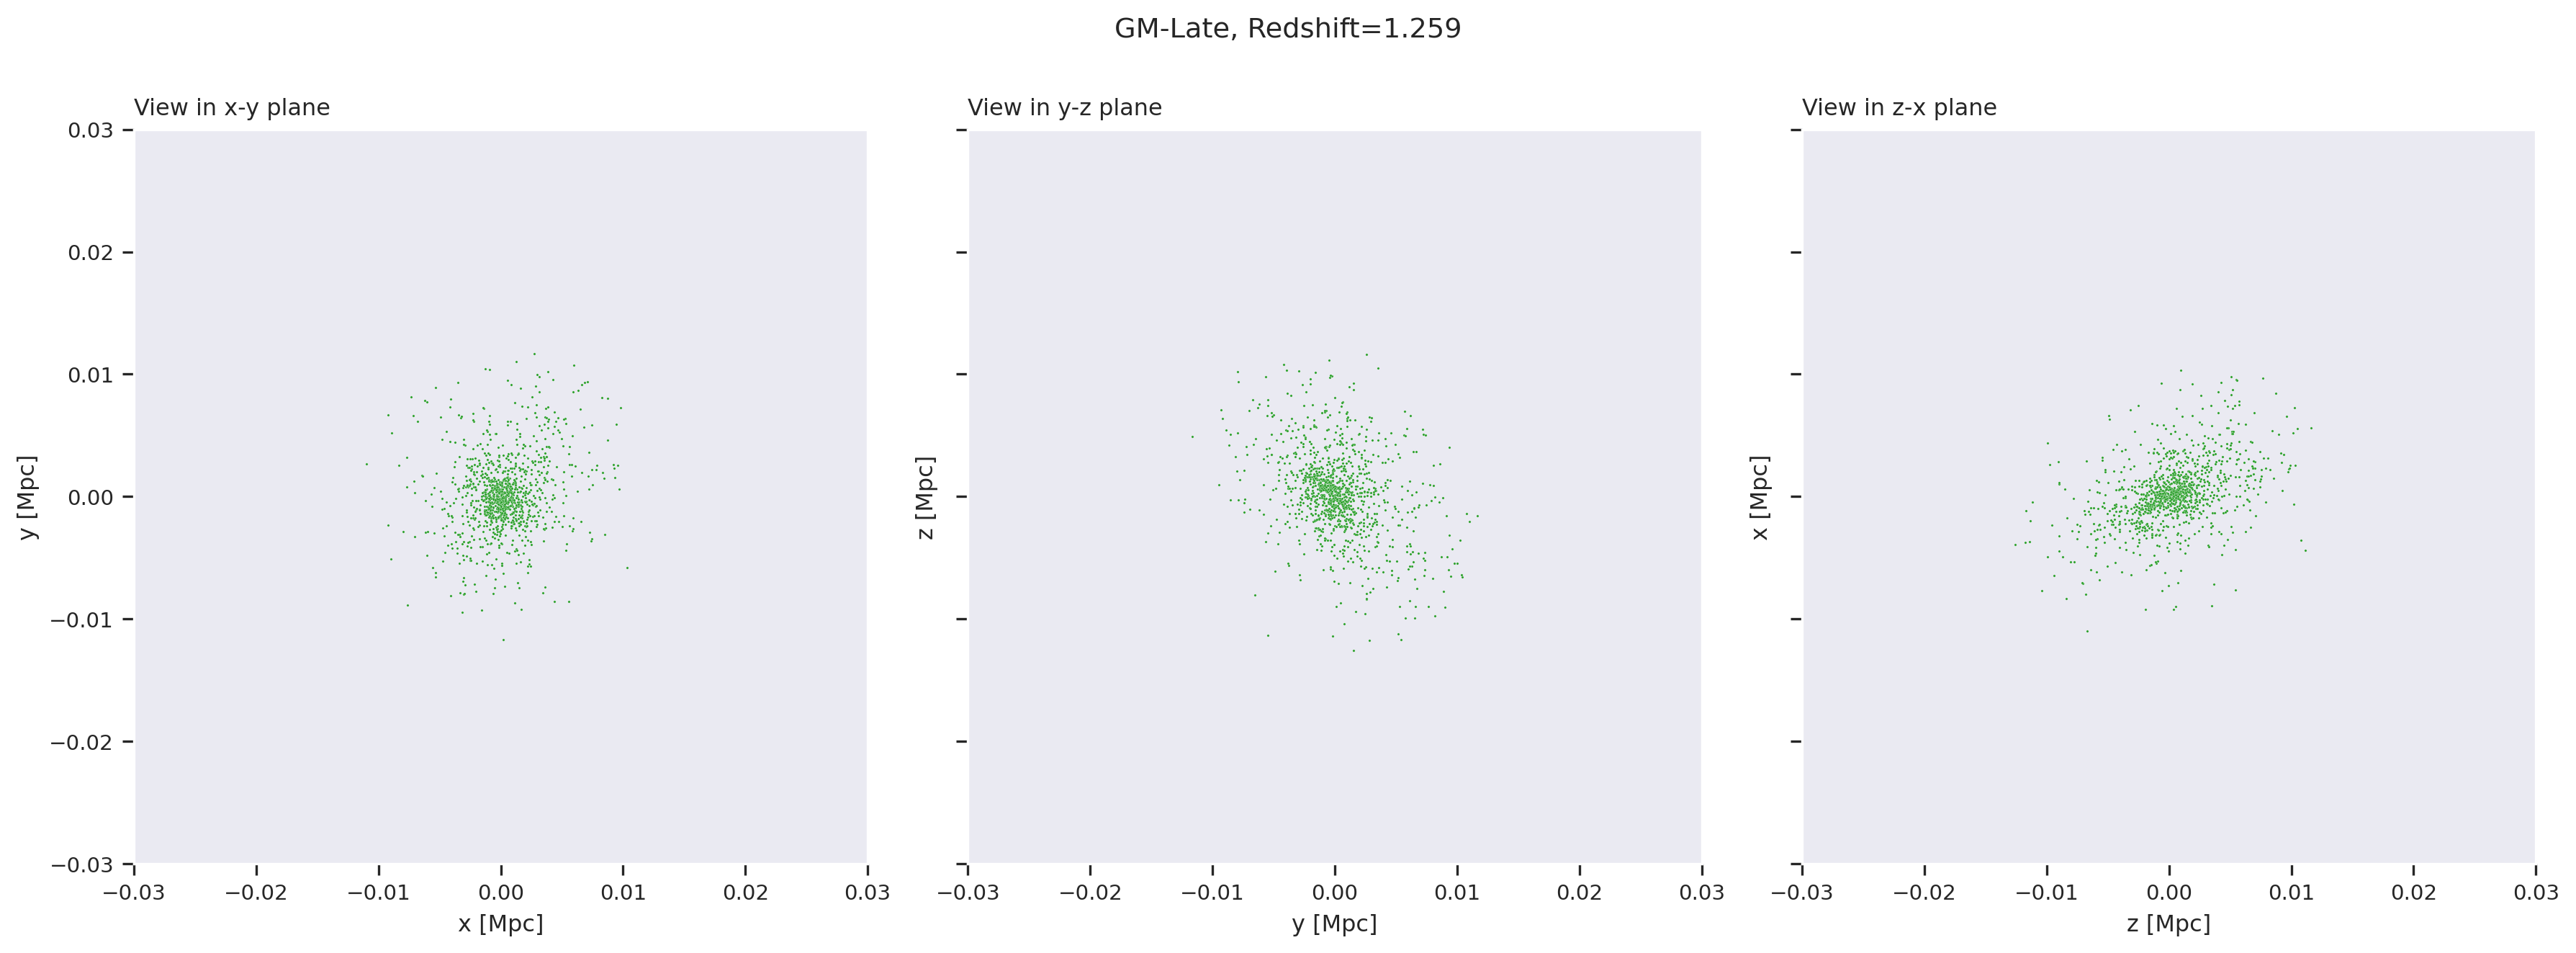 GM-Late, Redshift=1.259
View in x-y plane
View in y-z plane
View in z-x plane
0.03
0.02
0.01
0.00
−0.01
−0.02
−0.03
y [Mpc]
z [Mpc]
x [Mpc]
−0.03 −0.02 −0.01 0.00 0.01 0.02 0.03
−0.03 −0.02 −0.01 0.00 0.01 0.02 0.03
−0.03 −0.02 −0.01 0.00 0.01 0.02 0.03
x [Mpc]
y [Mpc]
z [Mpc]